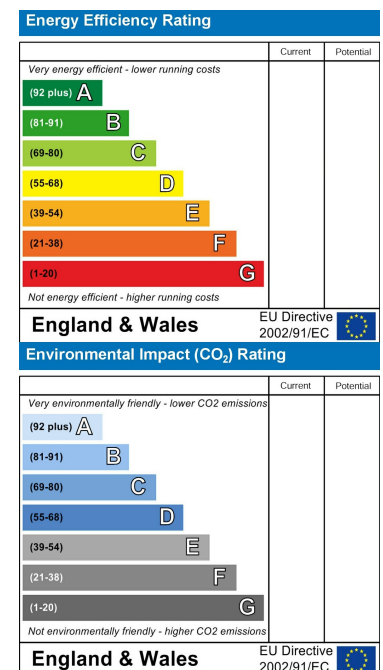 Energy Efficiency Rating
Current Potential
Very energy efficient - lower running costs
(92 plus) A
(81-91) B
(69-80) C
(55-68) D
(39-54) E
(21-38) F
(1-20) G
Not energy efficient - higher running costs
England & Wales
EU Directive
2002/91/EC
Environmental Impact (CO₂) Rating
Current Potential
Very environmentally friendly - lower CO2 emissions
(92 plus) A
(81-91) B
(69-80) C
(55-68) D
(39-54) E
(21-38) F
(1-20) G
Not environmentally friendly - higher CO2 emissions
England & Wales
EU Directive
2002/91/EC